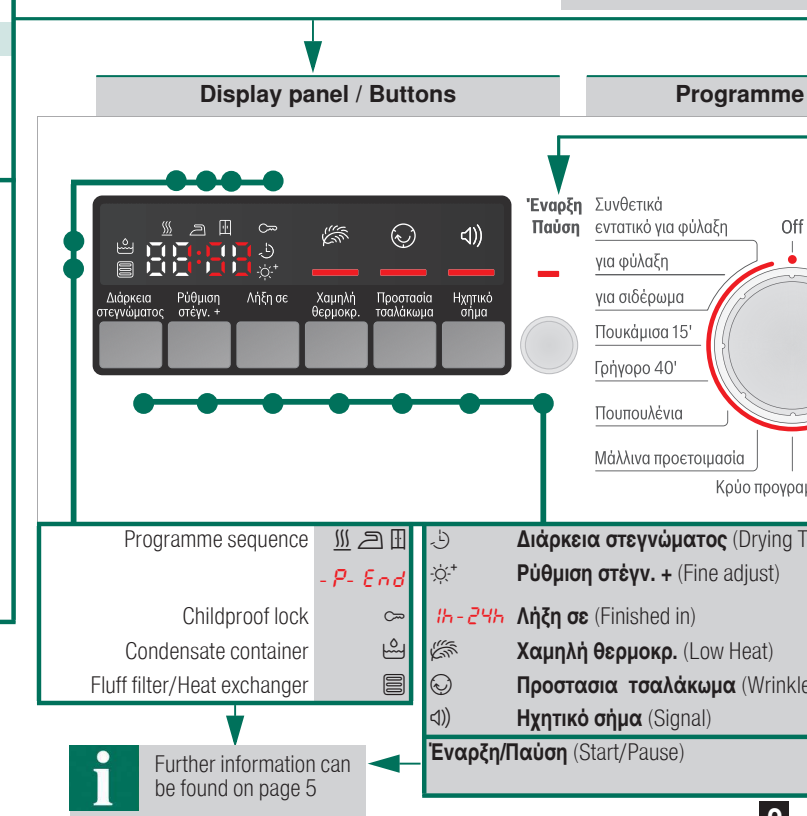 Display panel / Buttons
Programme
Έναρξη
Παύση
Συνθετικά
εντατικό για φύλαξη
για φύλαξη
για σιδέρωμα
Πουκάμισα 15'
Γρήγορο 40'
Πουπουλένια
Μάλλινα προετοιμασία
Κρύο προγραμ
Off
88:88
Διάρκεια
στεγνώματος
Ρύθμιση
στέγν. +
Λήξη σε
Χαμηλή
θερμοκρ.
Προστασία
τσαλάκωμα
Ηχητικό
σήμα
Programme sequence
-P- End
Childproof lock
Condensate container
Fluff filter/Heat exchanger
Διάρκεια στεγνώματος (Drying T
Ρύθμιση στέγν. + (Fine adjust)
1h-24h Λήξη σε (Finished in)
Χαμηλή θερμοκρ. (Low Heat)
Προστασια τσαλάκωμα (Wrinkle
Ηχητικό σήμα (Signal)
Έναρξη/Παύση (Start/Pause)
i
Further information can
be found on page 5